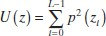 U(z) = \sum_{i=0}^{L-1} p^2(z_i)